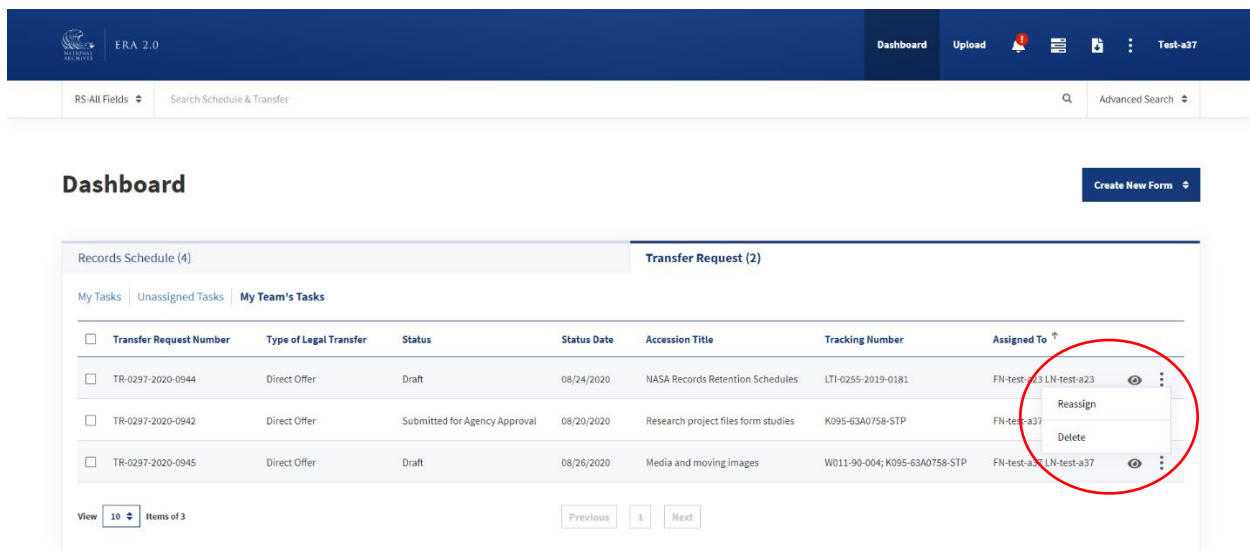 NATIONAL ARCHIVES ERA 2.0 Dashboard Upload ! Test-a37
RS-All Fields Search Schedule & Transfer Advanced Search
Dashboard Create New Form
Records Schedule (4) Transfer Request (2)
My Tasks Unassigned Tasks My Team's Tasks
Transfer Request Number Type of Legal Transfer Status Status Date Accession Title Tracking Number Assigned To ↑
TR-0297-2020-0944 Direct Offer Draft 08/24/2020 NASA Records Retention Schedules LTI-0255-2019-0181 FN-test-a23 LN-test-a23
Reassign
TR-0297-2020-0942 Direct Offer Submitted for Agency Approval 08/20/2020 Research project files form studies K095-63A0758-STP FN-test-a37
Delete
TR-0297-2020-0945 Direct Offer Draft 08/26/2020 Media and moving images W011-90-004; K095-63A0758-STP FN-test-a37 LN-test-a37
View 10 Items of 3 Previous 1 Next